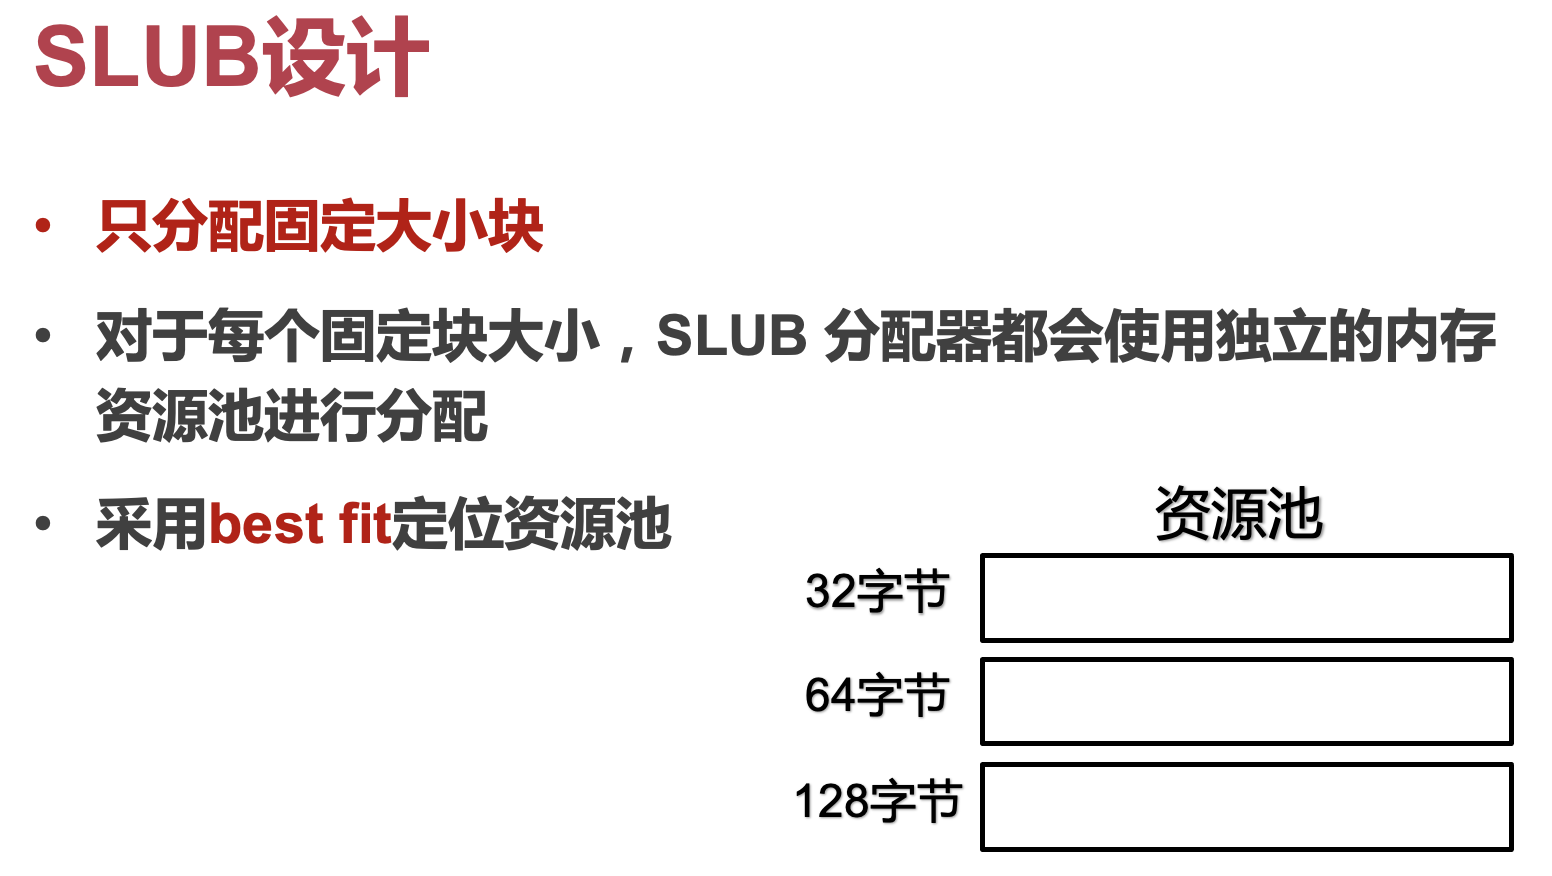 SLUB设计
• 只分配固定大小块
• 对于每个固定块大小，SLUB 分配器都会使用独立的内存
资源池进行分配
• 采用best fit定位资源池
资源池
32字节
64字节
128字节